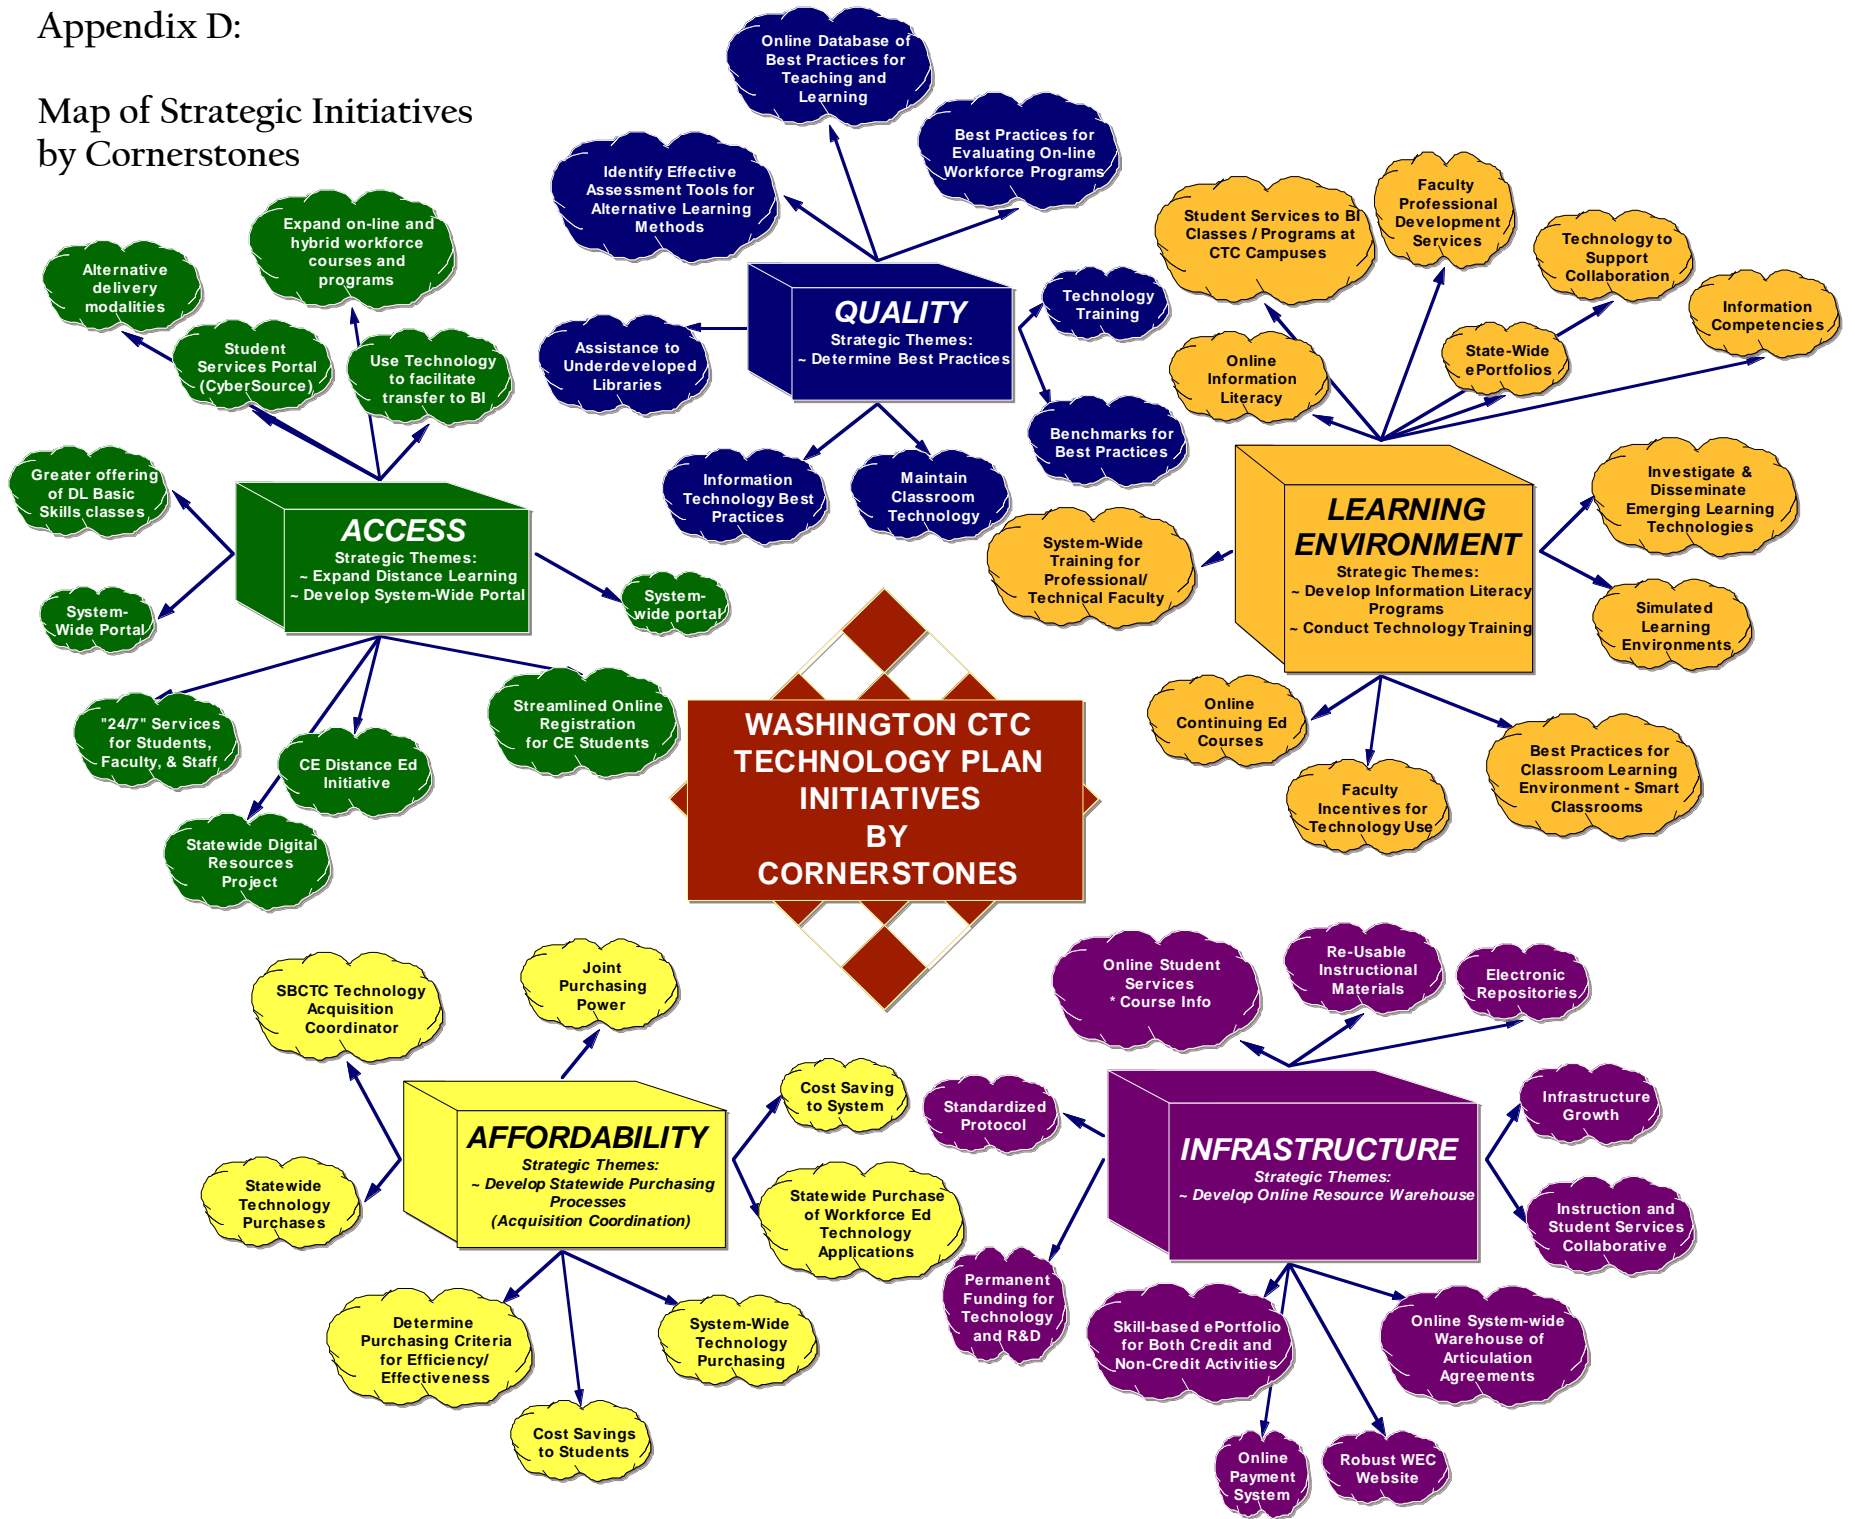 Appendix D:
Map of Strategic Initiatives
by Cornerstones
Online Database of
Best Practices for
Teaching and
Learning
Best Practices for
Evaluating On-line
Workforce Programs
Identify Effective
Assessment Tools for
Alternative Learning
Methods
QUALITY
Strategic Themes:
~ Determine Best Practices
Technology
Training
Assistance to
Underdeveloped
Libraries
Benchmarks for
Best Practices
Information
Technology Best
Practices
Maintain
Classroom
Technology
Expand on-line and
hybrid workforce
courses and
programs
Alternative
delivery
modalities
Student
Services Portal
(CyberSource)
Use Technology
to facilitate
transfer to BI
Greater offering
of DL Basic
Skills classes
ACCESS
Strategic Themes:
~ Expand Distance Learning
~ Develop System-Wide Portal
System-
Wide Portal
System-
wide portal
"24/7" Services
for Students,
Faculty, & Staff
CE Distance Ed
Initiative
Streamlined Online
Registration
for CE Students
Statewide Digital
Resources
Project
Student Services to BI
Classes / Programs at
CTC Campuses
Faculty
Professional
Development
Services
Technology to
Support
Collaboration
Information
Competencies
Online
Information
Literacy
State-Wide
ePortfolios
Investigate &
Disseminate
Emerging Learning
Technologies
LEARNING
ENVIRONMENT
Strategic Themes:
~ Develop Information Literacy
Programs
~ Conduct Technology Training
System-Wide
Training for
Professional/
Technical Faculty
Simulated
Learning
Environments
Online
Continuing Ed
Courses
Faculty
Incentives for
Technology Use
Best Practices for
Classroom Learning
Environment - Smart
Classrooms
WASHINGTON CTC
TECHNOLOGY PLAN
INITIATIVES
BY
CORNERSTONES
SBCTC Technology
Acquisition
Coordinator
Joint
Purchasing
Power
Cost Saving
to System
AFFORDABILITY
Strategic Themes:
~ Develop Statewide Purchasing
Processes
(Acquisition Coordination)
Statewide
Technology
Purchases
Statewide Purchase
of Workforce Ed
Technology
Applications
Determine
Purchasing Criteria
for Efficiency/
Effectiveness
System-Wide
Technology
Purchasing
Cost Savings
to Students
Online Student
Services
* Course Info
Re-Usable
Instructional
Materials
Electronic
Repositories
Standardized
Protocol
Infrastructure
Growth
INFRASTRUCTURE
Strategic Themes:
~ Develop Online Resource Warehouse
Instruction and
Student Services
Collaborative
Permanent
Funding for
Technology
and R&D
Skill-based ePortfolio
for Both Credit and
Non-Credit Activities
Online System-wide
Warehouse of
Articulation
Agreements
Online
Payment
System
Robust WEC
Website